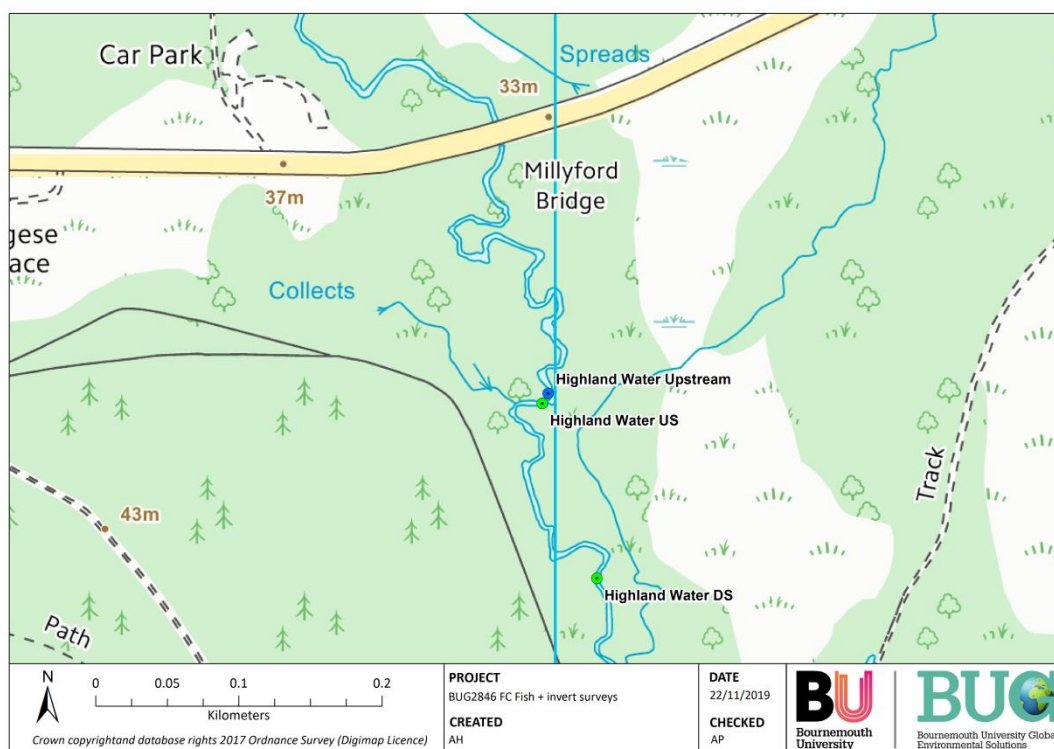 Car Park
Spreads
33m
Millyford
Bridge
37m
gese
ace
Collects
Highland Water Upstream
Highland Water US
Track
43m
Highland Water DS
Path
N
0 0.05 0.1 0.2
Kilometers
Crown copyrightand database rights 2017 Ordnance Survey (Digimap Licence)
PROJECT
BUG2846 FC Fish + invert surveys
CREATED
AH
DATE
22/11/2019
CHECKED
AP
BU
Bournemouth
University
BUG
Bournemouth University Global
Environmental Solutions